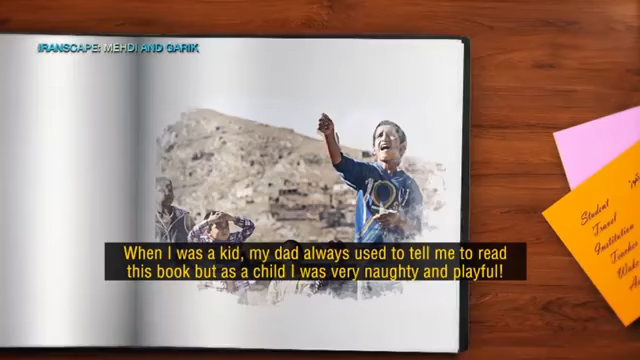 IRANSCAPE: MEHDI AND GARIK
When I was a kid, my dad always used to tell me to read
this book but as a child I was very naughty and playful!
Student
Travel
Institution
Teacher